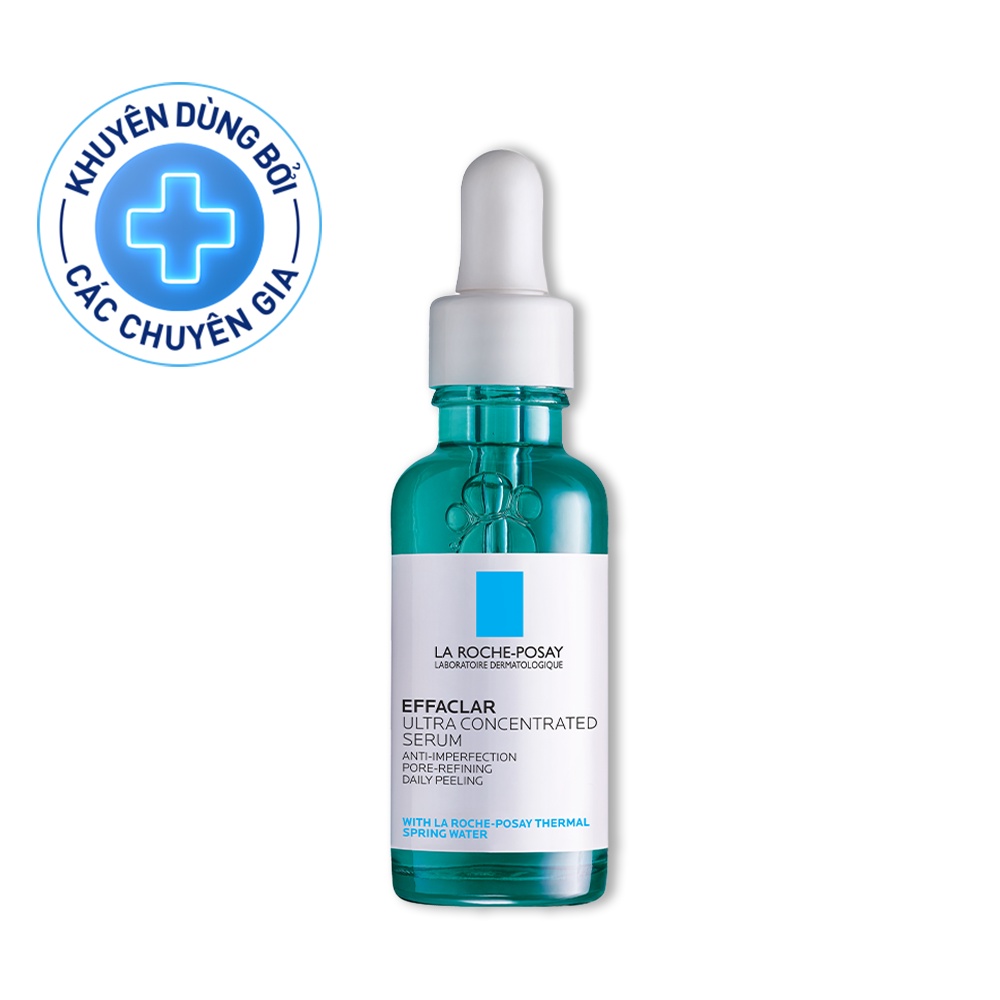 KHUYÊN DÙNG BỞI
CÁC CHUYÊN GIA
LA ROCHE-POSAY
LABORATOIRE DERMATOLOGIQUE
EFFACLAR
ULTRA CONCENTRATED
SERUM
ANTI-IMPERFECTION
PORE-REFINING
DAILY PEELING
WITH LA ROCHE-POSAY THERMAL
SPRING WATER